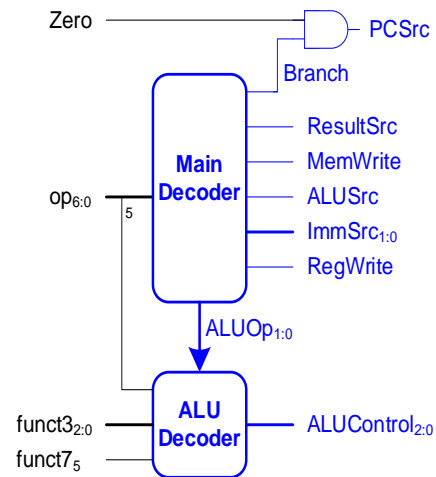 Zero
PCSrc
Branch
ResultSrc
Main
Decoder
MemWrite
op6:0
5
ALUSrc
ImmSrc1:0
RegWrite
ALUOp1:0
ALU
Decoder
funct32:0
ALUControl2:0
funct75